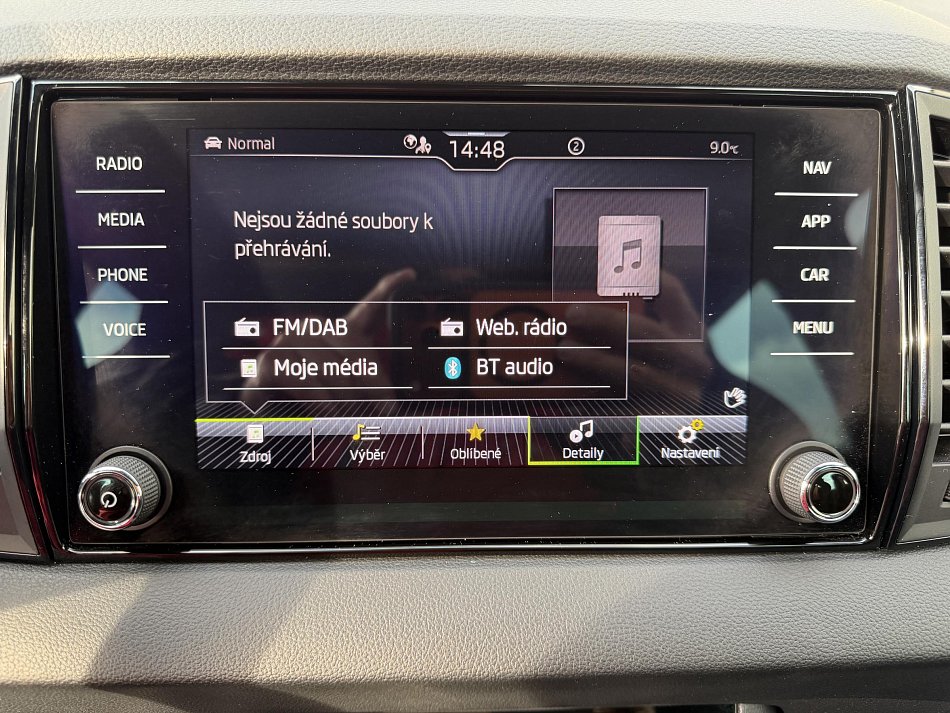 RADIO
MEDIA
PHONE
VOICE
Normal
14:48
2
9.0°C
Nejsou žádné soubory k
přehrávání.
FM/DAB
Web. rádio
Moje média
BT audio
Zdroj
Výběr
Oblíbené
Detaily
Nastavení
NAV
APP
CAR
MENU